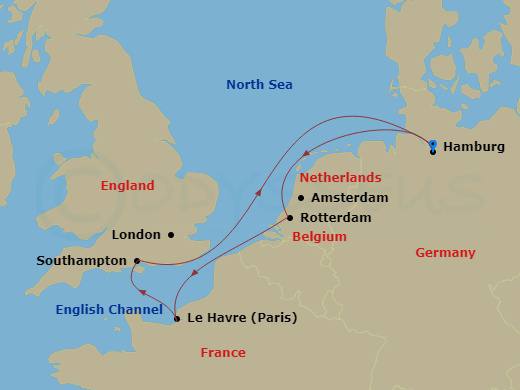 North Sea
Hamburg
Netherlands
England
Amsterdam
Rotterdam
London
Belgium
Germany
Southampton
English Channel
Le Havre (Paris)
France